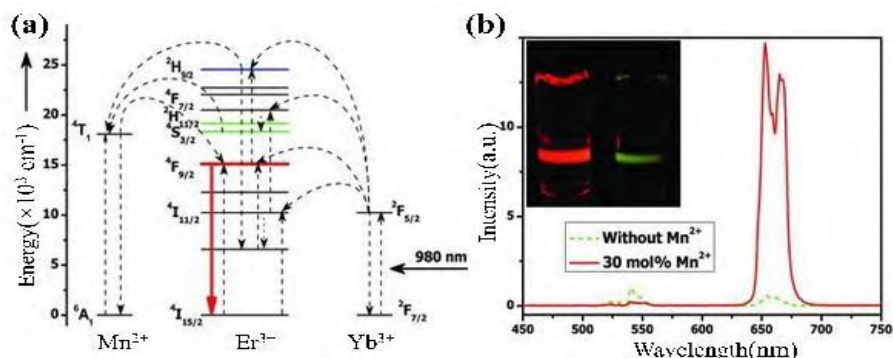 (a)
Energy(×10³ cm⁻¹)
25
20
15
10
5
0
⁴T₁
⁶A₁
Mn²⁺
²H₉/₂
⁴F₇/₂
²H₁₁/₂
⁴S₃/₂
⁴F₉/₂
⁴I₁₁/₂
⁴I₁₅/₂
Er³⁺
²F₅/₂
980 nm
²F₇/₂
Yb³⁺
(b)
Intensity(a.u.)
10
5
0
Without Mn²⁺
30 mol% Mn²⁺
450 500 550 600 650 700 750
Wavelength(nm)